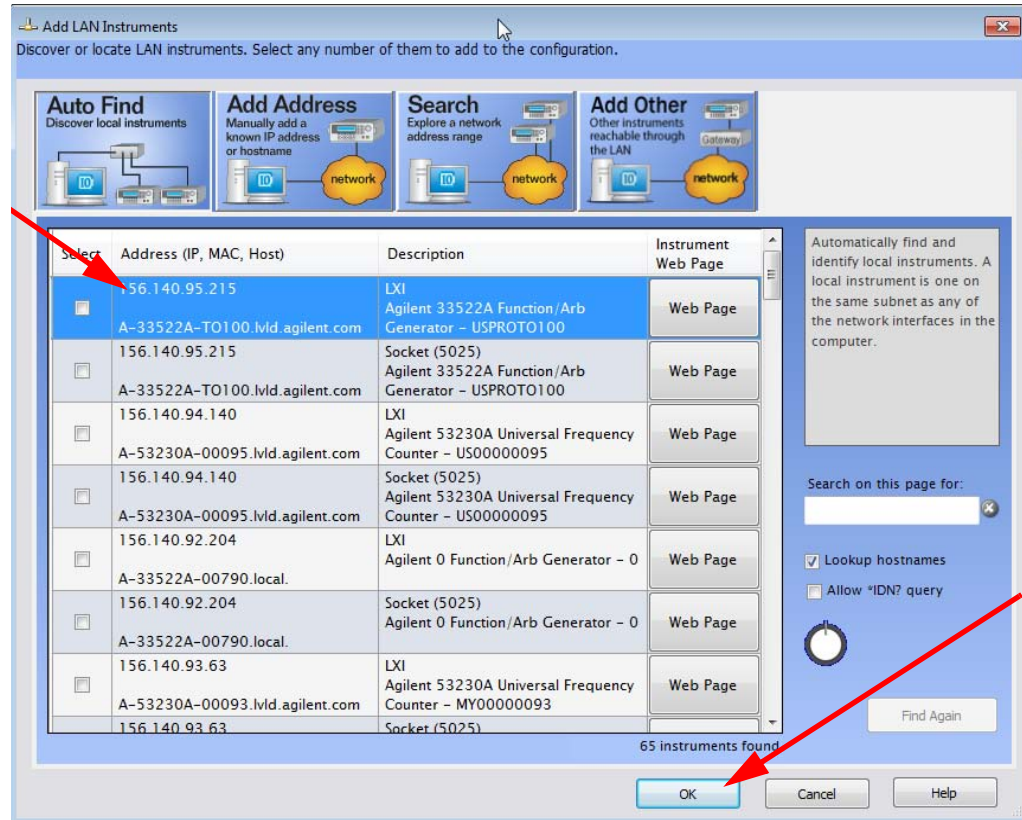 Add LAN Instruments
Discover or locate LAN instruments. Select any number of them to add to the configuration.
Auto Find
Discover local instruments
IO
Add Address
Manually add a
known IP address
or hostname
IO
network
Search
Explore a network
address range
IO
network
Add Other
Other instruments
reachable through
the LAN
Gateway
IO
network
Select
Address (IP, MAC, Host)
Description
Instrument
Web Page
156.140.95.215
A-33522A-TO100.lvld.agilent.com
LXI
Agilent 33522A Function/Arb
Generator - USPROTO100
Web Page
156.140.95.215
A-33522A-TO100.lvld.agilent.com
Socket (5025)
Agilent 33522A Function/Arb
Generator - USPROTO100
Web Page
156.140.94.140
A-53230A-00095.lvld.agilent.com
LXI
Agilent 53230A Universal Frequency
Counter - US00000095
Web Page
156.140.94.140
A-53230A-00095.lvld.agilent.com
Socket (5025)
Agilent 53230A Universal Frequency
Counter - US00000095
Web Page
156.140.92.204
A-33522A-00790.local.
LXI
Agilent 0 Function/Arb Generator - 0
Web Page
156.140.92.204
A-33522A-00790.local.
Socket (5025)
Agilent 0 Function/Arb Generator - 0
Web Page
156.140.93.63
A-53230A-00093.lvld.agilent.com
LXI
Agilent 53230A Universal Frequency
Counter - MY00000093
Web Page
156.140.93.63
Socket (5025)
65 instruments found
Automatically find and
identify local instruments. A
local instrument is one on
the same subnet as any of
the network interfaces in the
computer.
Search on this page for:
Lookup hostnames
Allow *IDN? query
Find Again
OK
Cancel
Help